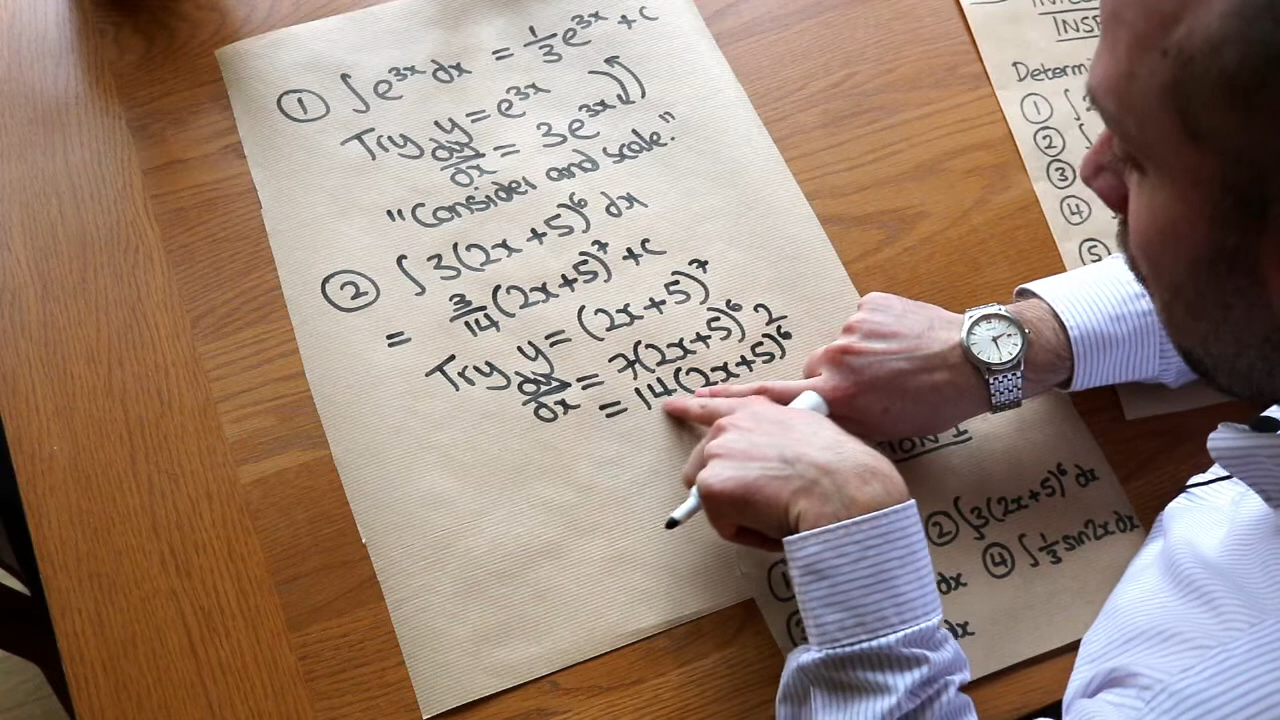 ① ∫e^{3x} dx = 1/3 e^{3x} + c
Try y = e^{3x}
dy/dx = 3e^{3x}
"Consider and scale."
② ∫3(2x+5)^6 dx
= 3/14 (2x+5)^7 + c
Try y = (2x+5)^7
dy/dx = 7(2x+5)^6 2
= 14(2x+5)^6
INSP
Determi
① ∫
② ∫
③
④
⑤
TION 1
② ∫3(2x+5)^6 dx
dx
④ ∫1/3 sin2x dx
dx